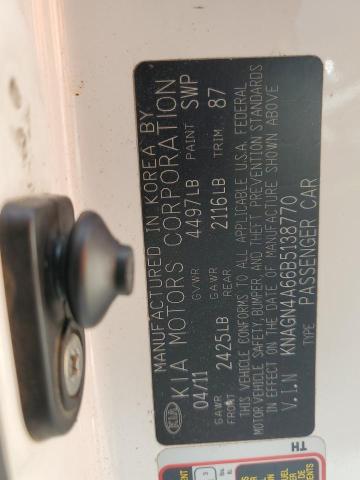 MANUFACTURED IN KOREA BY
KIA KIA MOTORS CORPORATION
04/11 GVWR 4497LB PAINT SWP
GAWR FRONT 2425LB GAWR REAR 2116LB TRIM 87
THIS VEHICLE CONFORMS TO ALL APPLICABLE U.S.A. FEDERAL
MOTOR VEHICLE SAFETY, BUMPER, AND THEFT PREVENTION STANDARDS
IN EFFECT ON THE DATE OF MANUFACTURE SHOWN ABOVE
V.I.N KNAGN4A66B5138770
TYPE PASSENGER CAR
TH